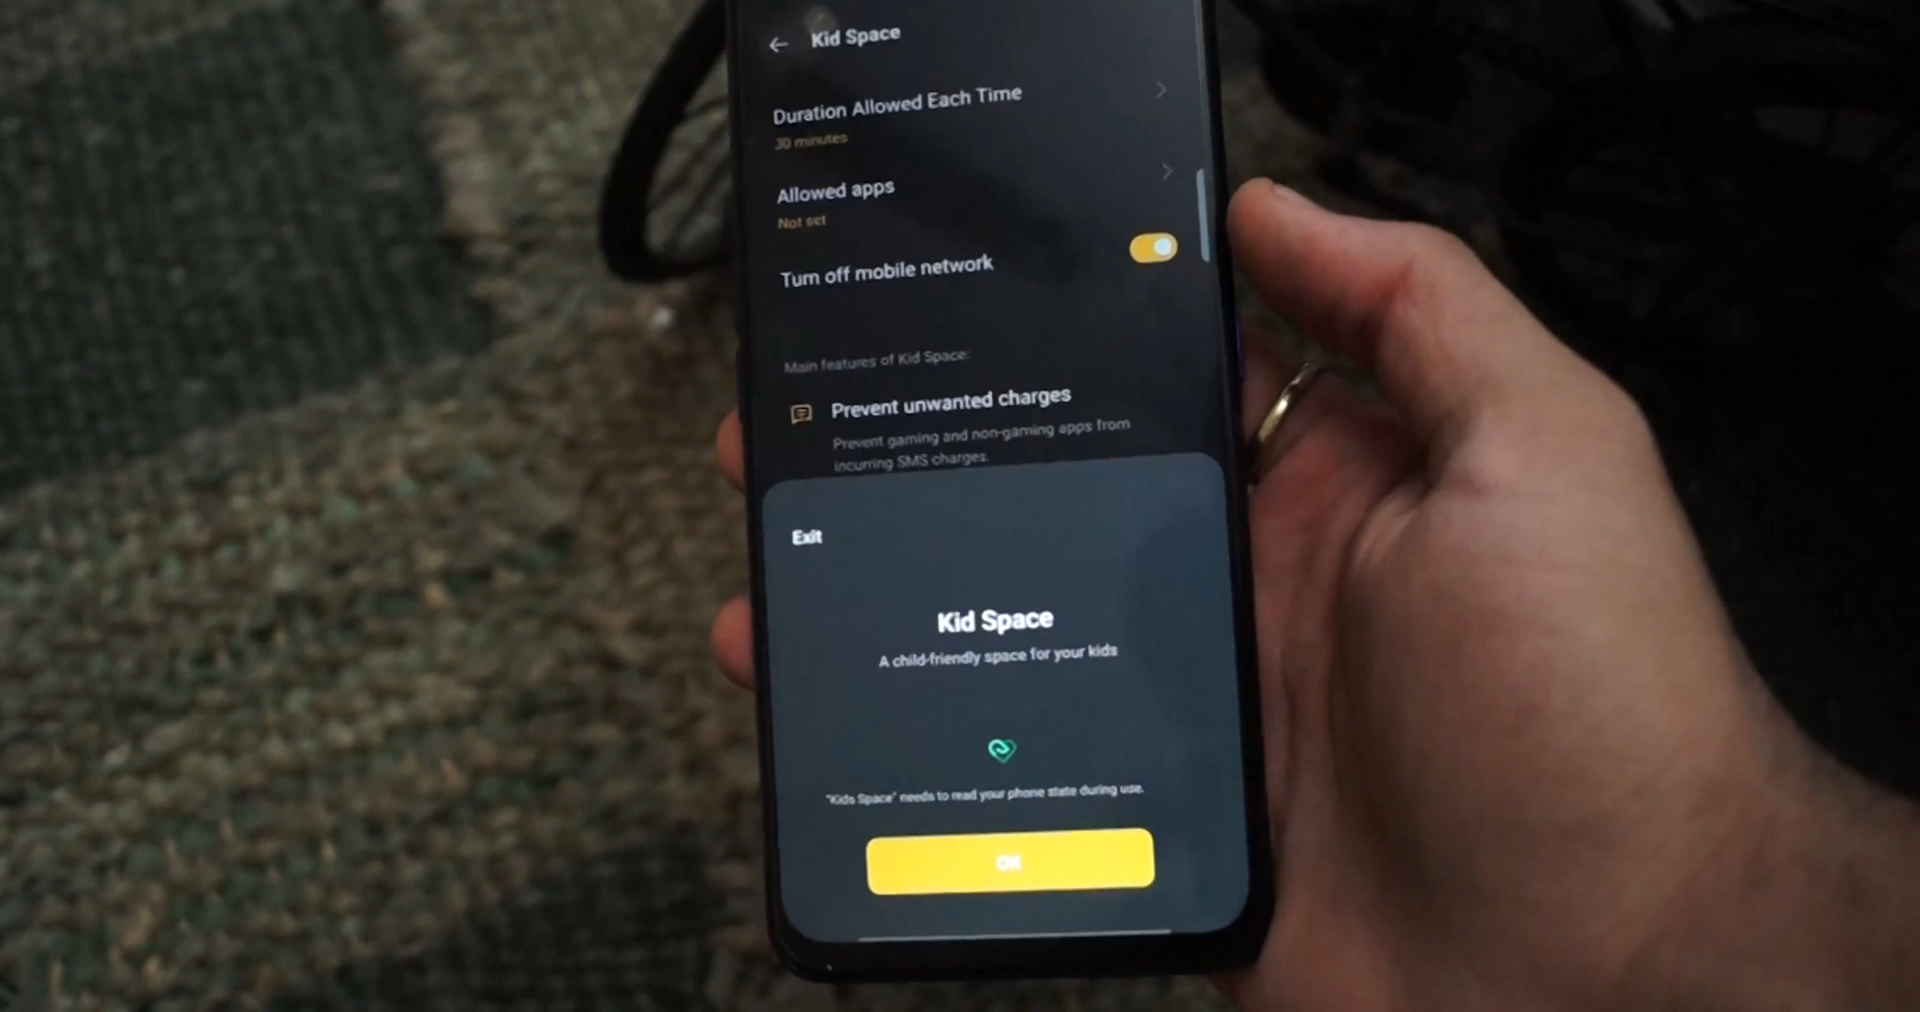 Kid Space
Duration Allowed Each Time
30 minutes
Allowed apps
Not set
Turn off mobile network
Main features of Kid Space:
Prevent unwanted charges
Prevent gaming and non-gaming apps from
incurring SMS charges.
Exit
Kid Space
A child-friendly space for your kids
"Kids Space" needs to read your phone state during use.
OK